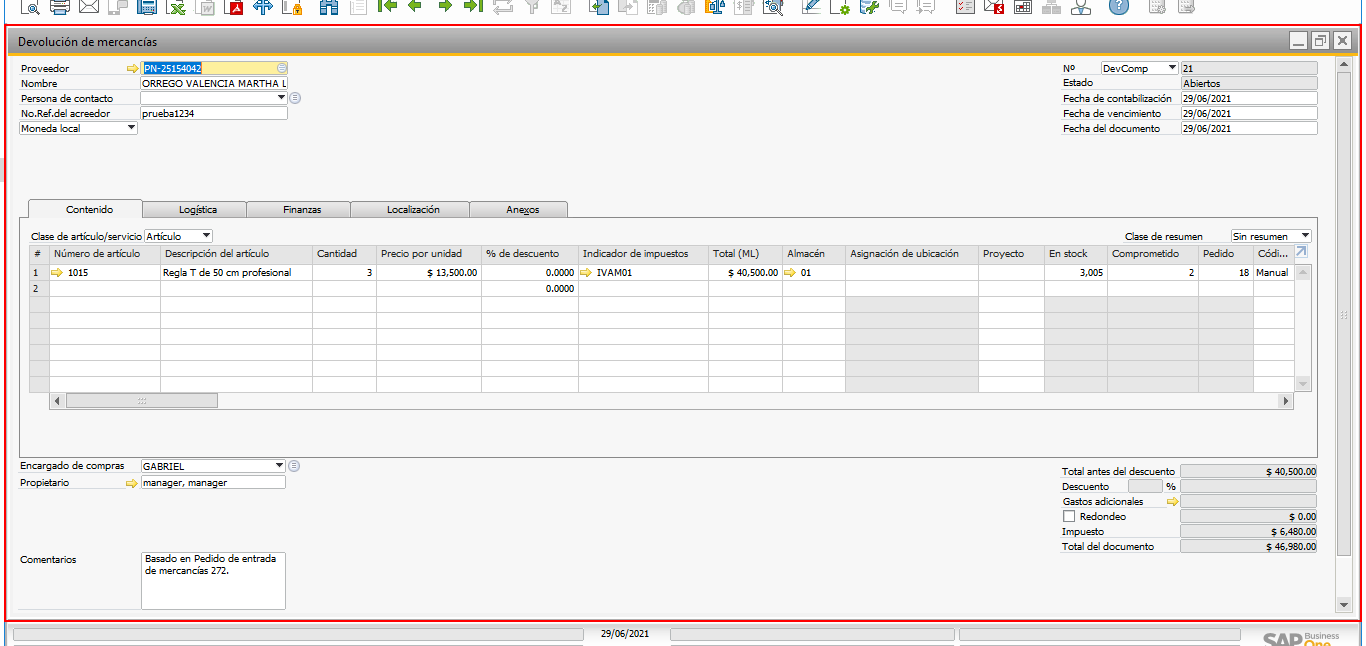 Devolución de mercancías
Proveedor PN-25154042
Nombre ORREGO VALENCIA MARTHA L
Persona de contacto
No.Ref.del acreedor prueba1234
Moneda local
Nº DevComp 21
Estado Abiertos
Fecha de contabilización 29/06/2021
Fecha de vencimiento 29/06/2021
Fecha del documento 29/06/2021
Contenido Logística Finanzas Localización Anexos
Clase de artículo/servicio Artículo Clase de resumen Sin resumen
# Número de artículo Descripción del artículo Cantidad Precio por unidad % de descuento Indicador de impuestos Total (ML) Almacén Asignación de ubicación Proyecto En stock Comprometido Pedido Códi...
1 1015 Regla T de 50 cm profesional 3 $ 13,500.00 0.0000 IVAM01 $ 40,500.00 01 3,005 2 18 Manual
2 0.0000
Encargado de compras GABRIEL
Propietario manager, manager
Total antes del descuento $ 40,500.00
Descuento %
Gastos adicionales
Redondeo $ 0.00
Impuesto $ 6,480.00
Total del documento $ 46,980.00
Comentarios Basado en Pedido de entrada
de mercancías 272.
29/06/2021
SAP Business
One